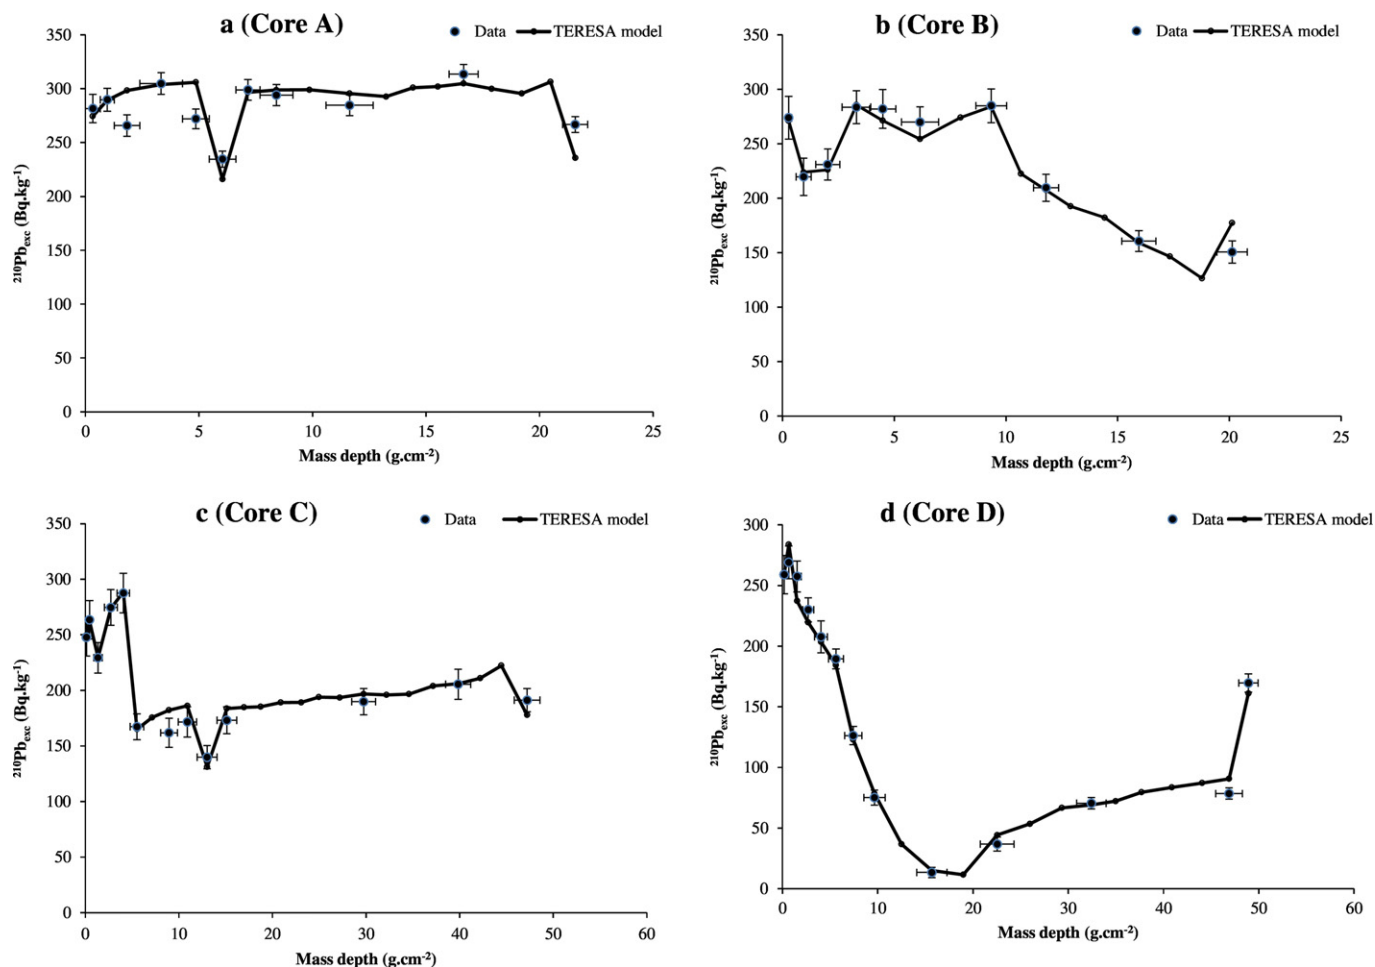 a (Core A)
Data
TERESA model
350
300
250
200
150
100
50
0
²¹⁰Pbₑₓc (Bq.kg⁻¹)
0 5 10 15 20 25
Mass depth (g.cm⁻²)
b (Core B)
Data
TERESA model
350
300
250
200
150
100
50
0
²¹⁰Pbₑₓc (Bq.kg⁻¹)
0 5 10 15 20 25
Mass depth (g.cm⁻²)
c (Core C)
Data
TERESA model
350
300
250
200
150
100
50
0
²¹⁰Pbₑₓc (Bq.kg⁻¹)
0 10 20 30 40 50 60
Mass depth (g.cm⁻²)
d (Core D)
Data
TERESA model
300
250
200
150
100
50
0
²¹⁰Pbₑₓc (Bq.kg⁻¹)
0 10 20 30 40 50 60
Mass depth (g.cm⁻²)